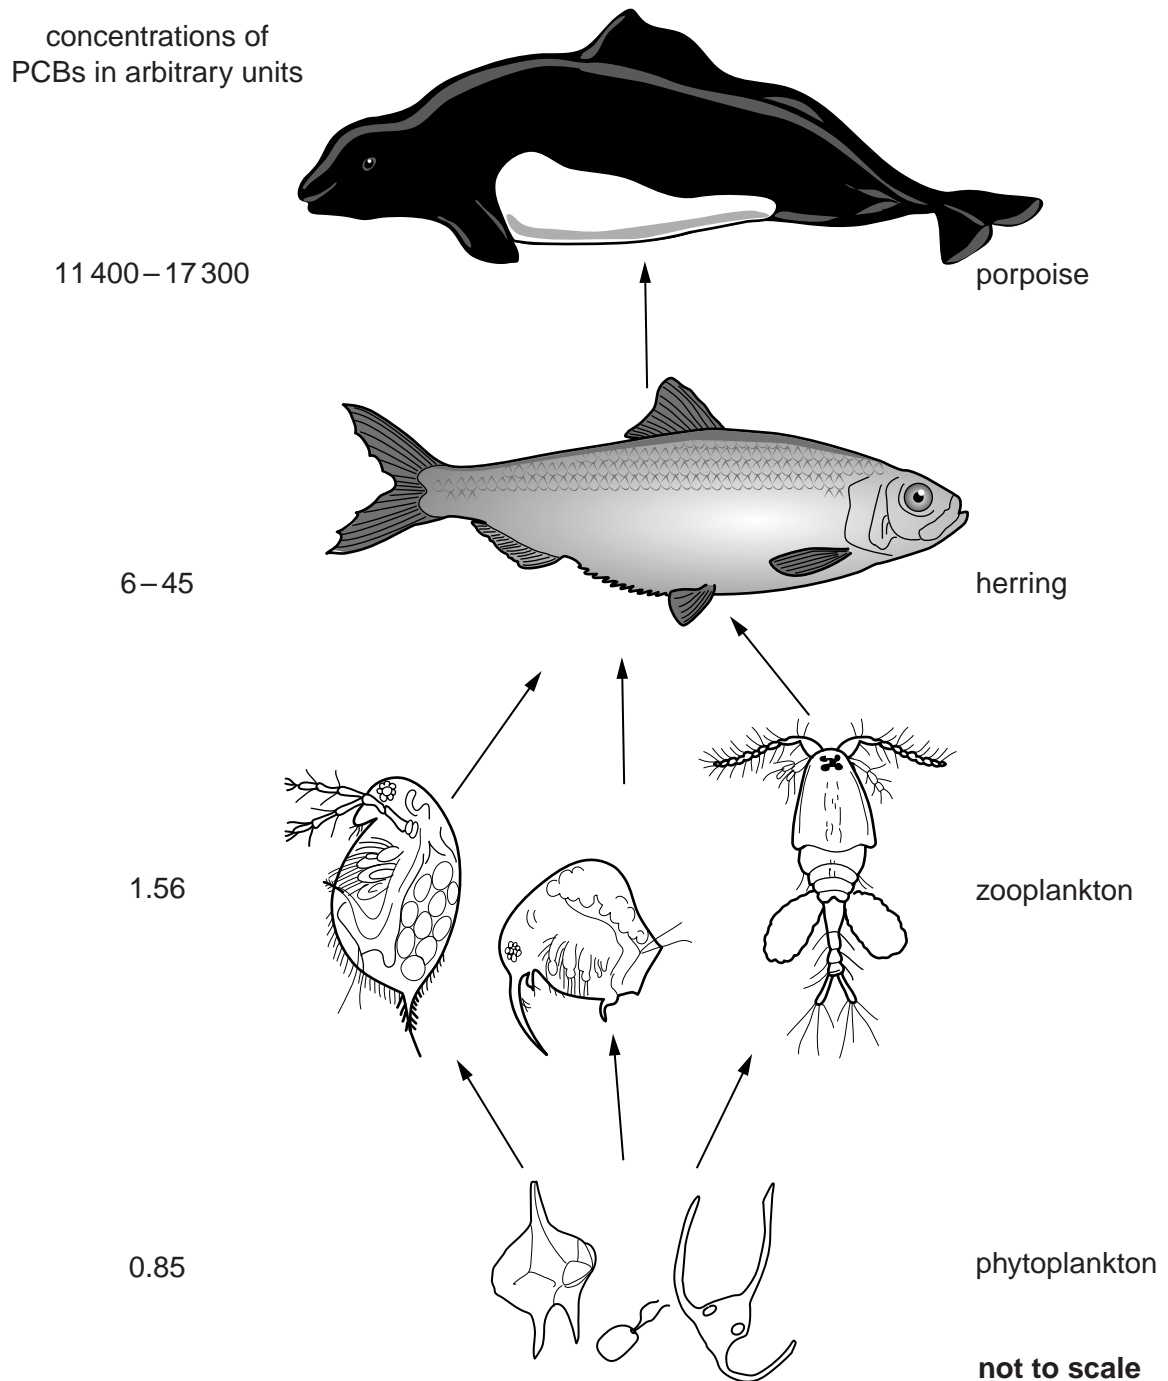 concentrations of
PCBs in arbitrary units
11 400 – 17 300
porpoise
6 – 45
herring
1.56
zooplankton
0.85
phytoplankton
not to scale